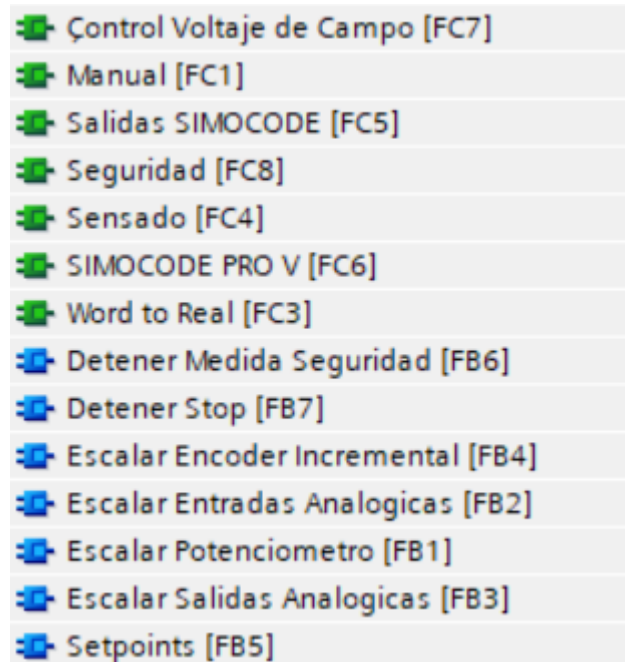 Çontrol Voltaje de Campo [FC7]
Manual [FC1]
Salidas SIMOCODE [FC5]
Seguridad [FC8]
Sensado [FC4]
SIMOCODE PRO V [FC6]
Word to Real [FC3]
Detener Medida Seguridad [FB6]
Detener Stop [FB7]
Escalar Encoder Incremental [FB4]
Escalar Entradas Analogicas [FB2]
Escalar Potenciometro [FB1]
Escalar Salidas Analogicas [FB3]
Setpoints [FB5]